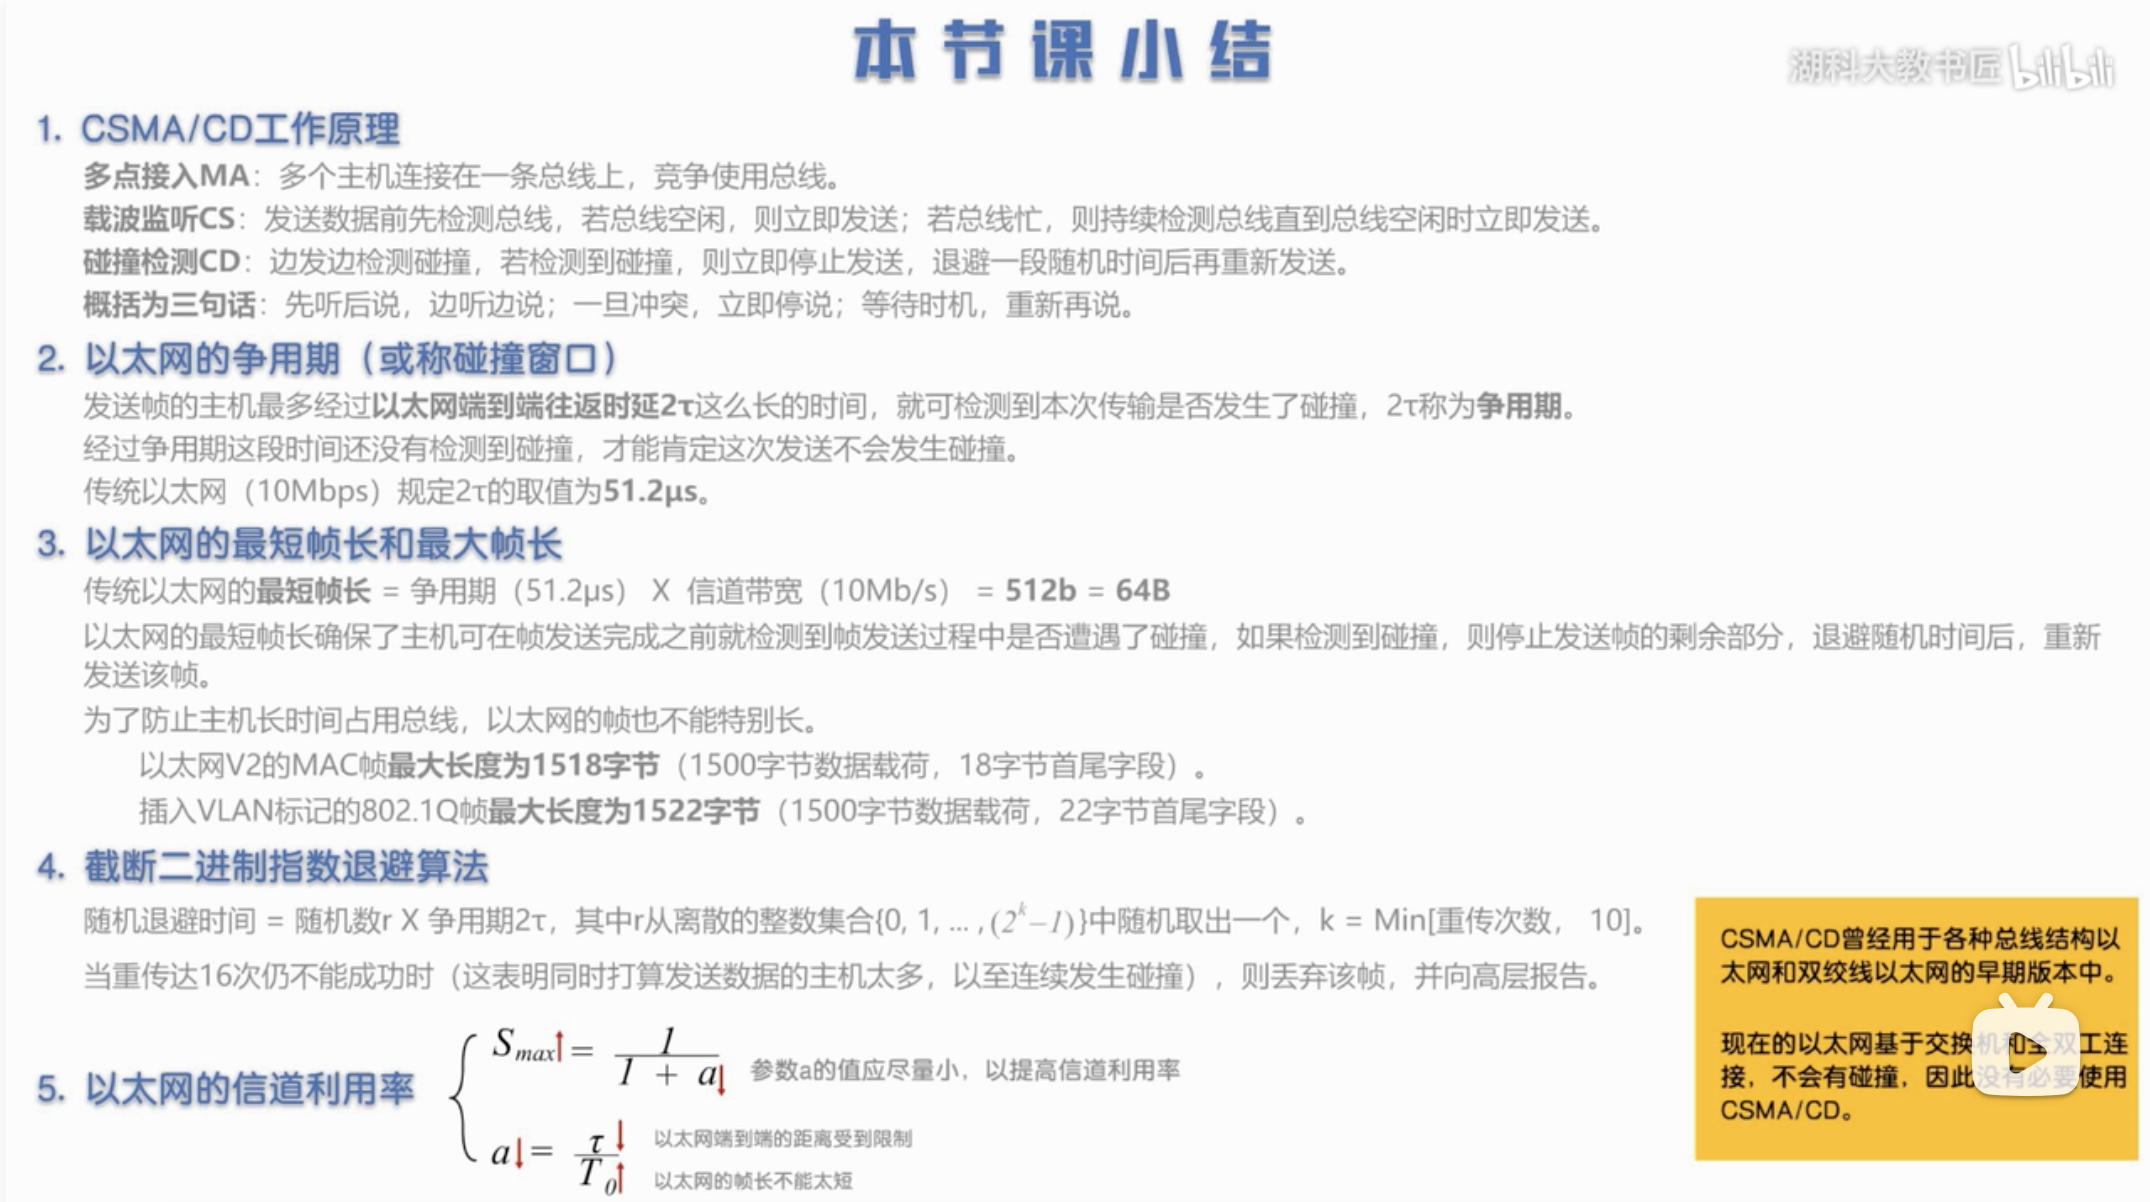 本节课小结
湖科大教书匠 bilibili
1. CSMA/CD工作原理
多点接入MA：多个主机连接在一条总线上，竞争使用总线。
载波监听CS：发送数据前先检测总线，若总线空闲，则立即发送；若总线忙，则持续检测总线直到总线空闲时立即发送。
碰撞检测CD：边发边检测碰撞，若检测到碰撞，则立即停止发送，退避一段随机时间后再重新发送。
概括为三句话：先听后说，边听边说；一旦冲突，立即停说；等待时机，重新再说。
2. 以太网的争用期（或称碰撞窗口）
发送帧的主机最多经过以太网端到端往返时延2τ这么长的时间，就可检测到本次传输是否发生了碰撞，2τ称为争用期。
经过争用期这段时间还没有检测到碰撞，才能肯定这次发送不会发生碰撞。
传统以太网（10Mbps）规定2τ的取值为51.2μs。
3. 以太网的最短帧长和最大帧长
传统以太网的最短帧长 = 争用期（51.2μs） X 信道带宽（10Mb/s） = 512b = 64B
以太网的最短帧长确保了主机可在帧发送完成之前就检测到帧发送过程中是否遭遇了碰撞，如果检测到碰撞，则停止发送帧的剩余部分，退避随机时间后，重新
发送该帧。
为了防止主机长时间占用总线，以太网的帧也不能特别长。
以太网V2的MAC帧最大长度为1518字节（1500字节数据载荷，18字节首尾字段）。
插入VLAN标记的802.1Q帧最大长度为1522字节（1500字节数据载荷，22字节首尾字段）。
4. 截断二进制指数退避算法
随机退避时间 = 随机数r X 争用期2τ，其中r从离散的整数集合{0, 1, ... , (2^k−1)}中随机取出一个，k = Min[重传次数， 10]。
当重传达16次仍不能成功时（这表明同时打算发送数据的主机太多，以至连续发生碰撞），则丢弃该帧，并向高层报告。
5. 以太网的信道利用率
S_max↑ = 1 / (1 + a↓) 参数a的值应尽量小，以提高信道利用率
a↓ = τ↓ / T_0↑
以太网端到端的距离受到限制
以太网的帧长不能太短
CSMA/CD曾经用于各种总线结构以
太网和双绞线以太网的早期版本中。
现在的以太网基于交换机和全双工连
接，不会有碰撞，因此没有必要使用
CSMA/CD。